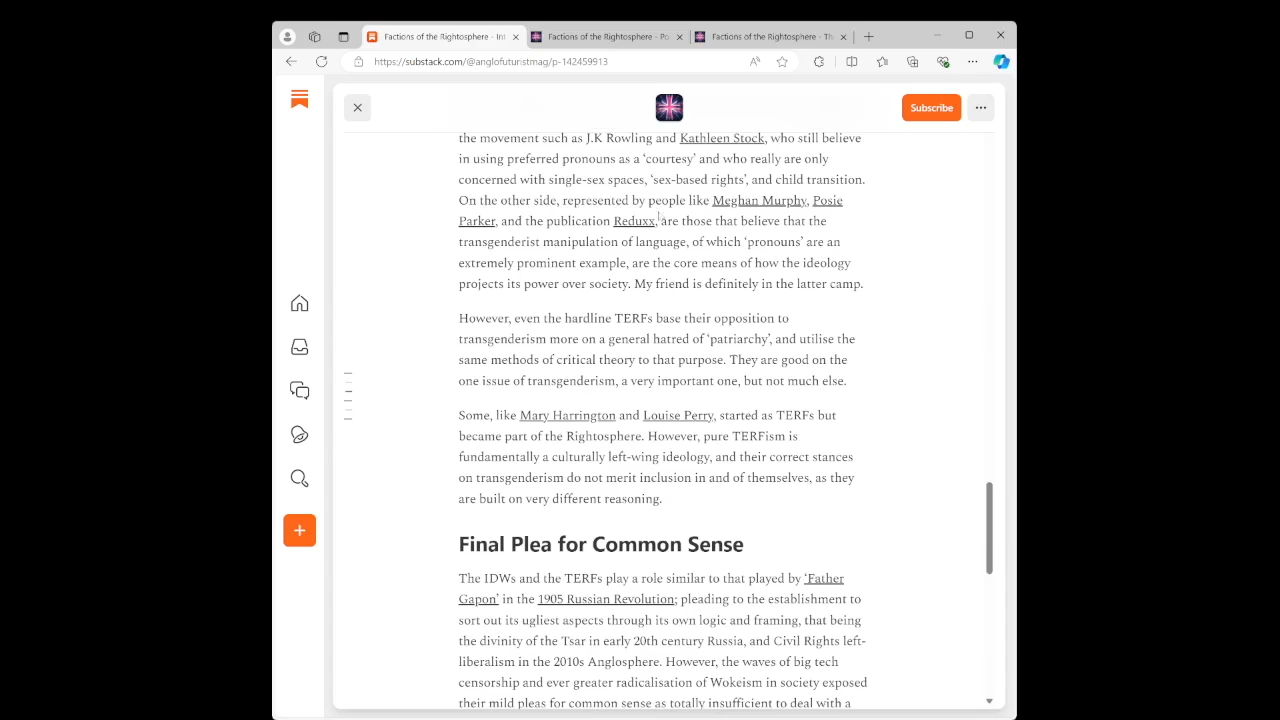 Factions of the Rightosphere - Int
Factions of the Rightosphere - Po
Factions of the Rightosphere - Th
https://substack.com/@anglofuturistmag/p-142459913
Subscribe
the movement such as J.K Rowling and Kathleen Stock, who still believe
in using preferred pronouns as a ‘courtesy’ and who really are only
concerned with single-sex spaces, ‘sex-based rights’, and child transition.
On the other side, represented by people like Meghan Murphy, Posie
Parker, and the publication Reduxx, are those that believe that the
transgenderist manipulation of language, of which ‘pronouns’ are an
extremely prominent example, are the core means of how the ideology
projects its power over society. My friend is definitely in the latter camp.
However, even the hardline TERFs base their opposition to
transgenderism more on a general hatred of ‘patriarchy’, and utilise the
same methods of critical theory to that purpose. They are good on the
one issue of transgenderism, a very important one, but not much else.
Some, like Mary Harrington and Louise Perry, started as TERFs but
became part of the Rightosphere. However, pure TERFism is
fundamentally a culturally left-wing ideology, and their correct stances
on transgenderism do not merit inclusion in and of themselves, as they
are built on very different reasoning.
Final Plea for Common Sense
The IDWs and the TERFs play a role similar to that played by ‘Father
Gapon’ in the 1905 Russian Revolution; pleading to the establishment to
sort out its ugliest aspects through its own logic and framing, that being
the divinity of the Tsar in early 20th century Russia, and Civil Rights left-
liberalism in the 2010s Anglosphere. However, the waves of big tech
censorship and ever greater radicalisation of Wokeism in society exposed
their mild pleas for common sense as totally insufficient to deal with a